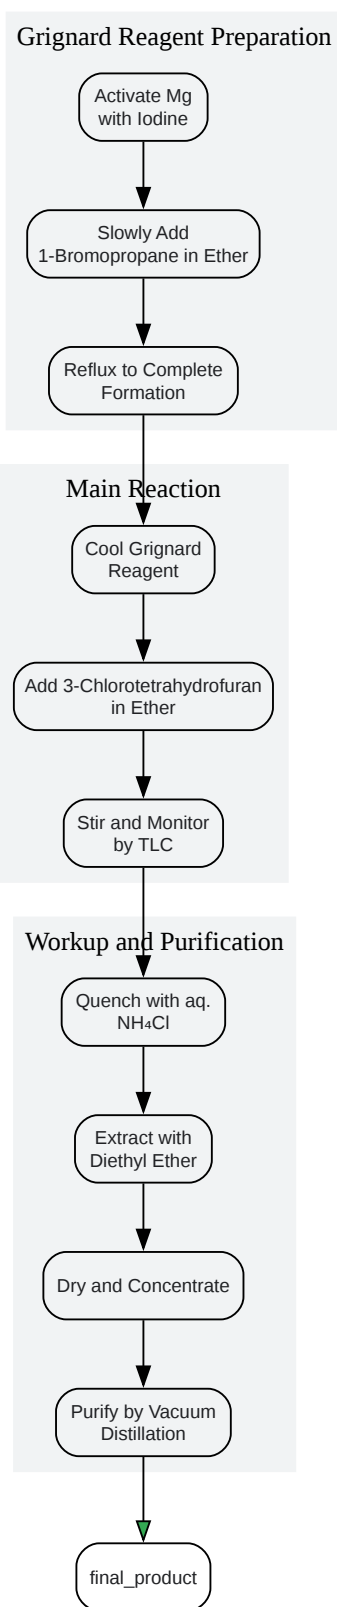 Grignard Reagent Preparation
Activate Mg
with Iodine
Slowly Add
1-Bromopropane in Ether
Reflux to Complete
Formation
Main Reaction
Cool Grignard
Reagent
Add 3-Chlorotetrahydrofuran
in Ether
Stir and Monitor
by TLC
Workup and Purification
Quench with aq.
NH₄Cl
Extract with
Diethyl Ether
Dry and Concentrate
Purify by Vacuum
Distillation
final_product